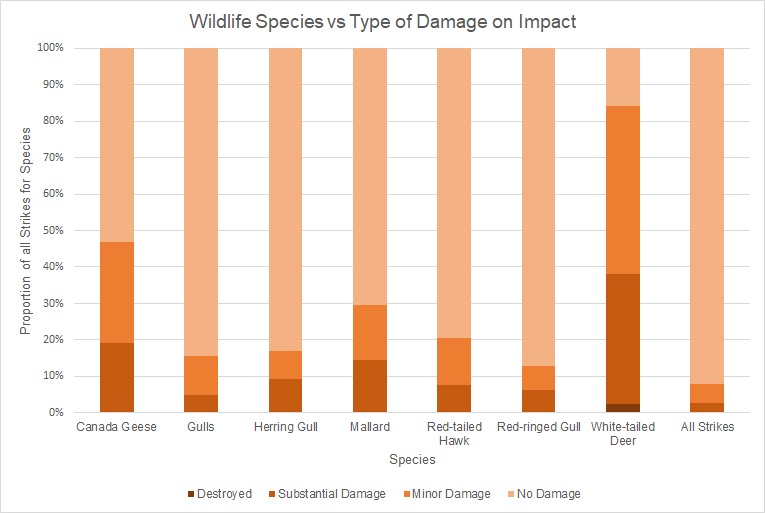 Wildlife Species vs Type of Damage on Impact
Proportion of all Strikes for Species
100%
90%
80%
70%
60%
50%
40%
30%
20%
10%
0%
Canada Geese
Gulls
Herring Gull
Mallard
Red-tailed
Hawk
Red-ringed Gull
White-tailed
Deer
All Strikes
Species
Destroyed
Substantial Damage
Minor Damage
No Damage